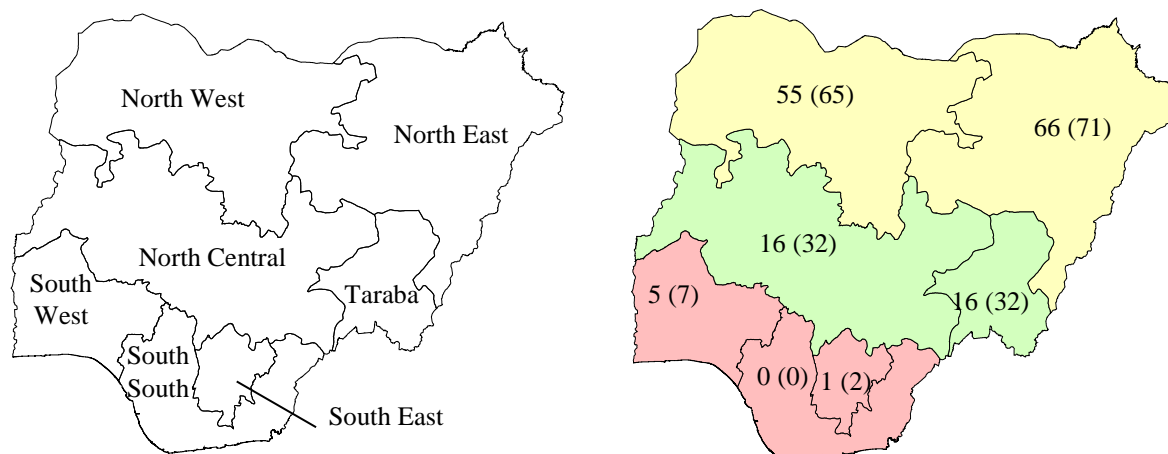 North West
North East
North Central
South
West
Taraba
South
South
South East
55 (65)
66 (71)
16 (32)
5 (7)
16 (32)
0 (0)
1 (2)